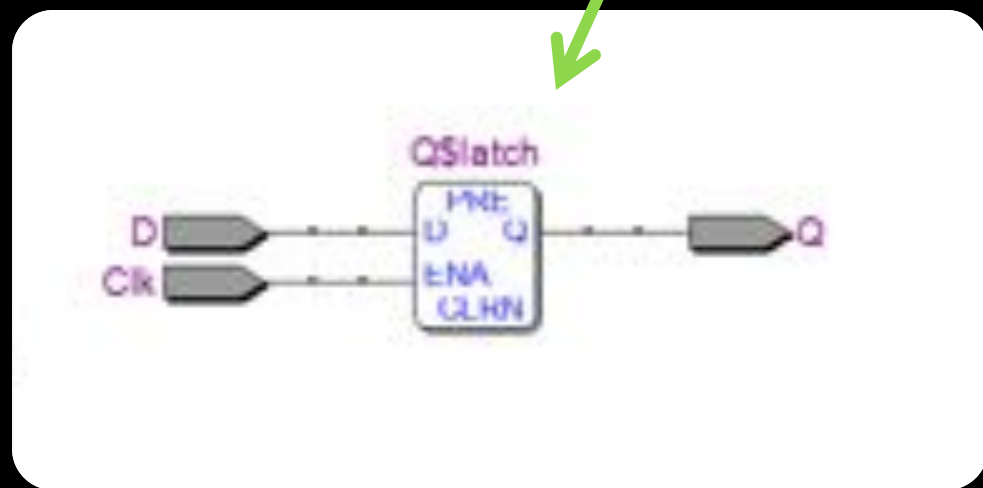 Q$latch
PRE
D D Q Q
Clk ENA
CLRN